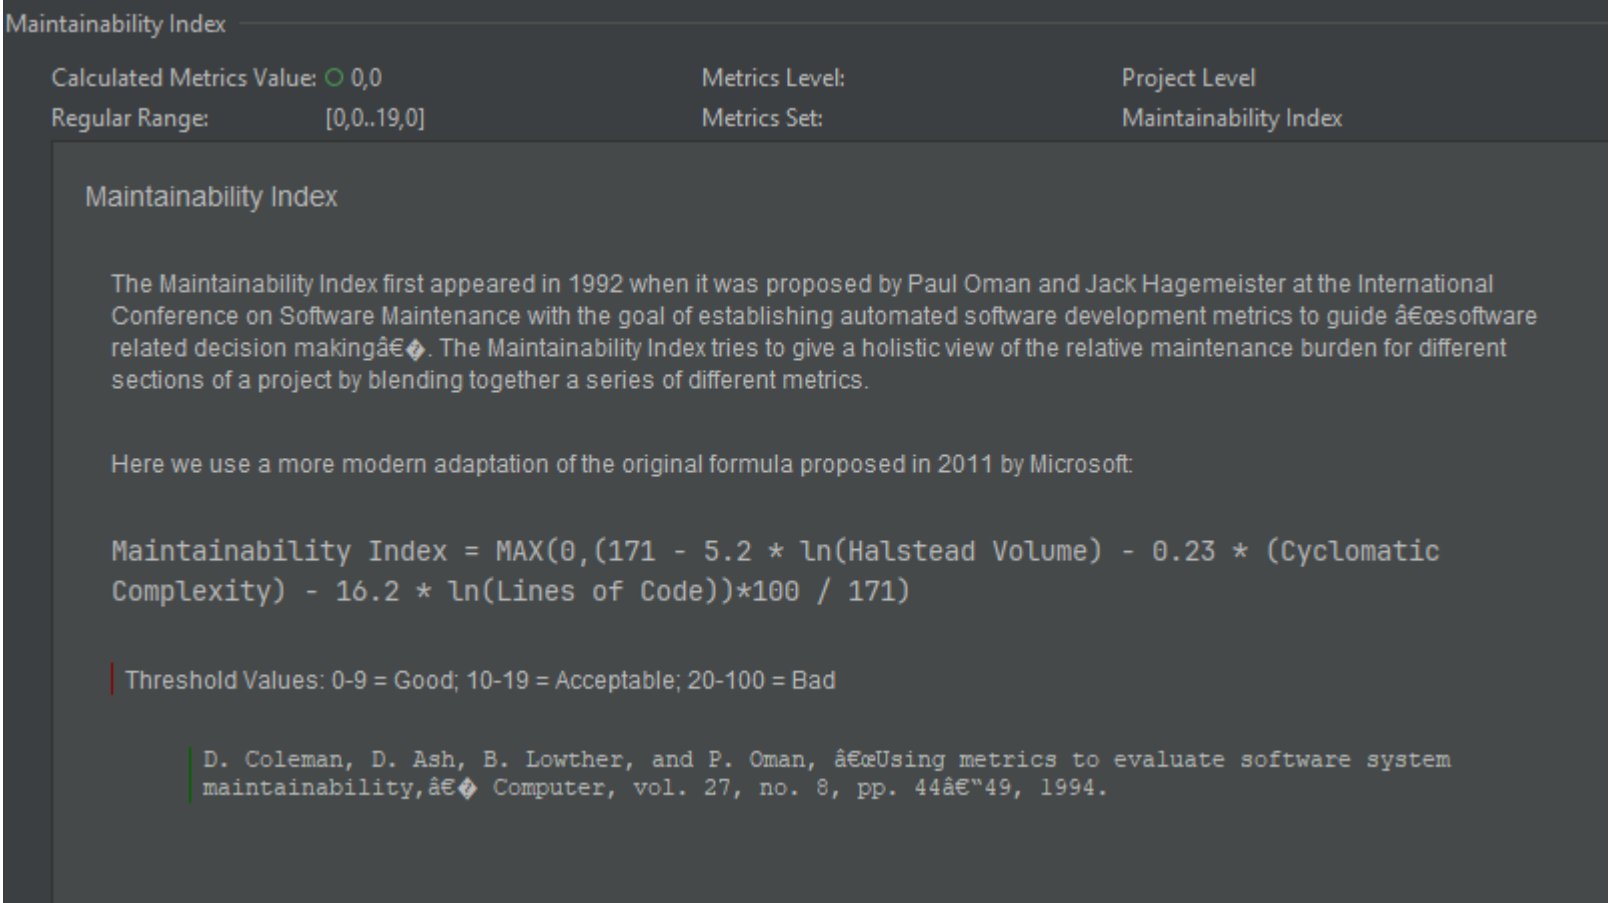 Maintainability Index
Calculated Metrics Value: 0,0 Metrics Level: Project Level
Regular Range: [0,0..19,0] Metrics Set: Maintainability Index
Maintainability Index
The Maintainability Index first appeared in 1992 when it was proposed by Paul Oman and Jack Hagemeister at the International
Conference on Software Maintenance with the goal of establishing automated software development metrics to guide â€œsoftware
related decision makingâ€�. The Maintainability Index tries to give a holistic view of the relative maintenance burden for different
sections of a project by blending together a series of different metrics.
Here we use a more modern adaptation of the original formula proposed in 2011 by Microsoft:
Maintainability Index = MAX(0,(171 - 5.2 * ln(Halstead Volume) - 0.23 * (Cyclomatic
Complexity) - 16.2 * ln(Lines of Code))*100 / 171)
Threshold Values: 0-9 = Good; 10-19 = Acceptable; 20-100 = Bad
D. Coleman, D. Ash, B. Lowther, and P. Oman, â€œUsing metrics to evaluate software system
maintainability,â€� Computer, vol. 27, no. 8, pp. 44â€“49, 1994.